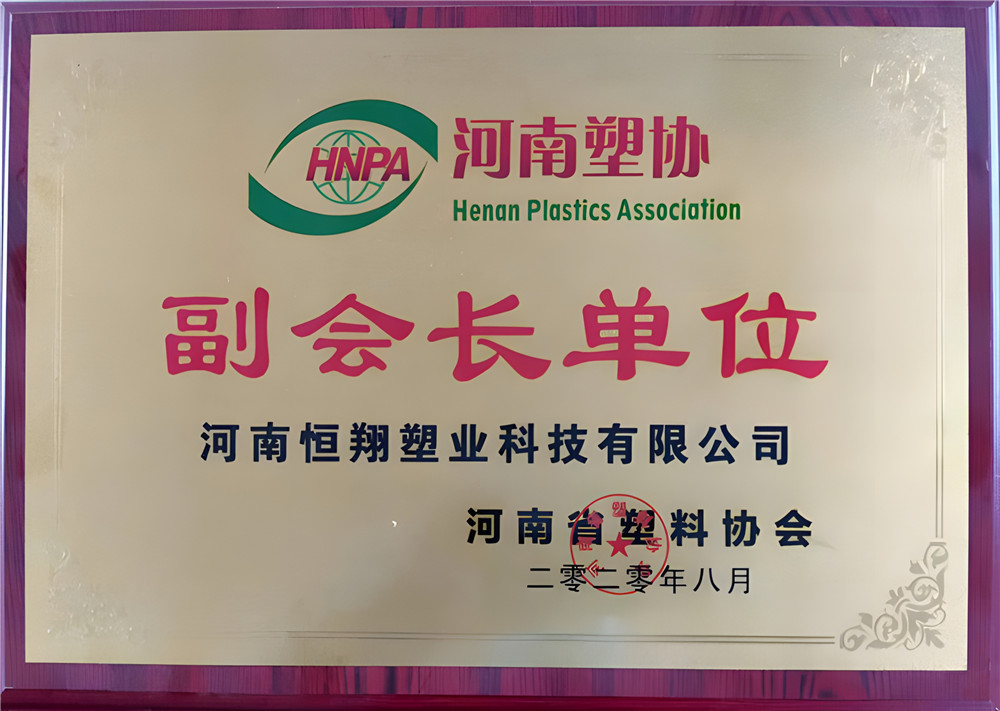 HNPA
河南塑协
Henan Plastics Association
副会长单位
河南恒翔塑业科技有限公司
河南省塑料协会
二零二零年八月